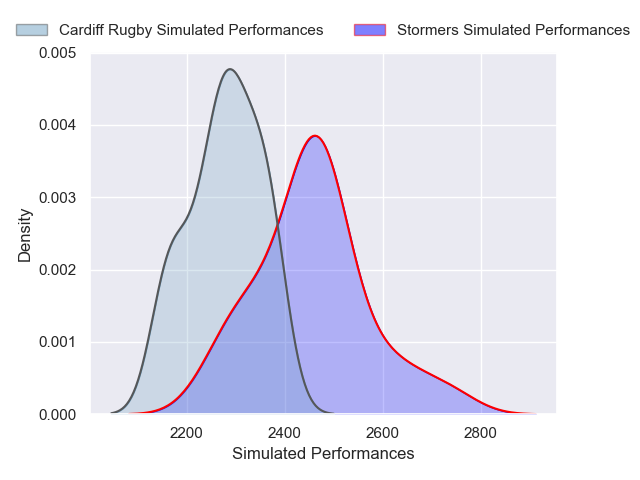 Cardiff Rugby Simulated Performances
Stormers Simulated Performances
0.005
0.004
0.003
0.002
0.001
0.000
Density
2200
2400
2600
2800
Simulated Performances